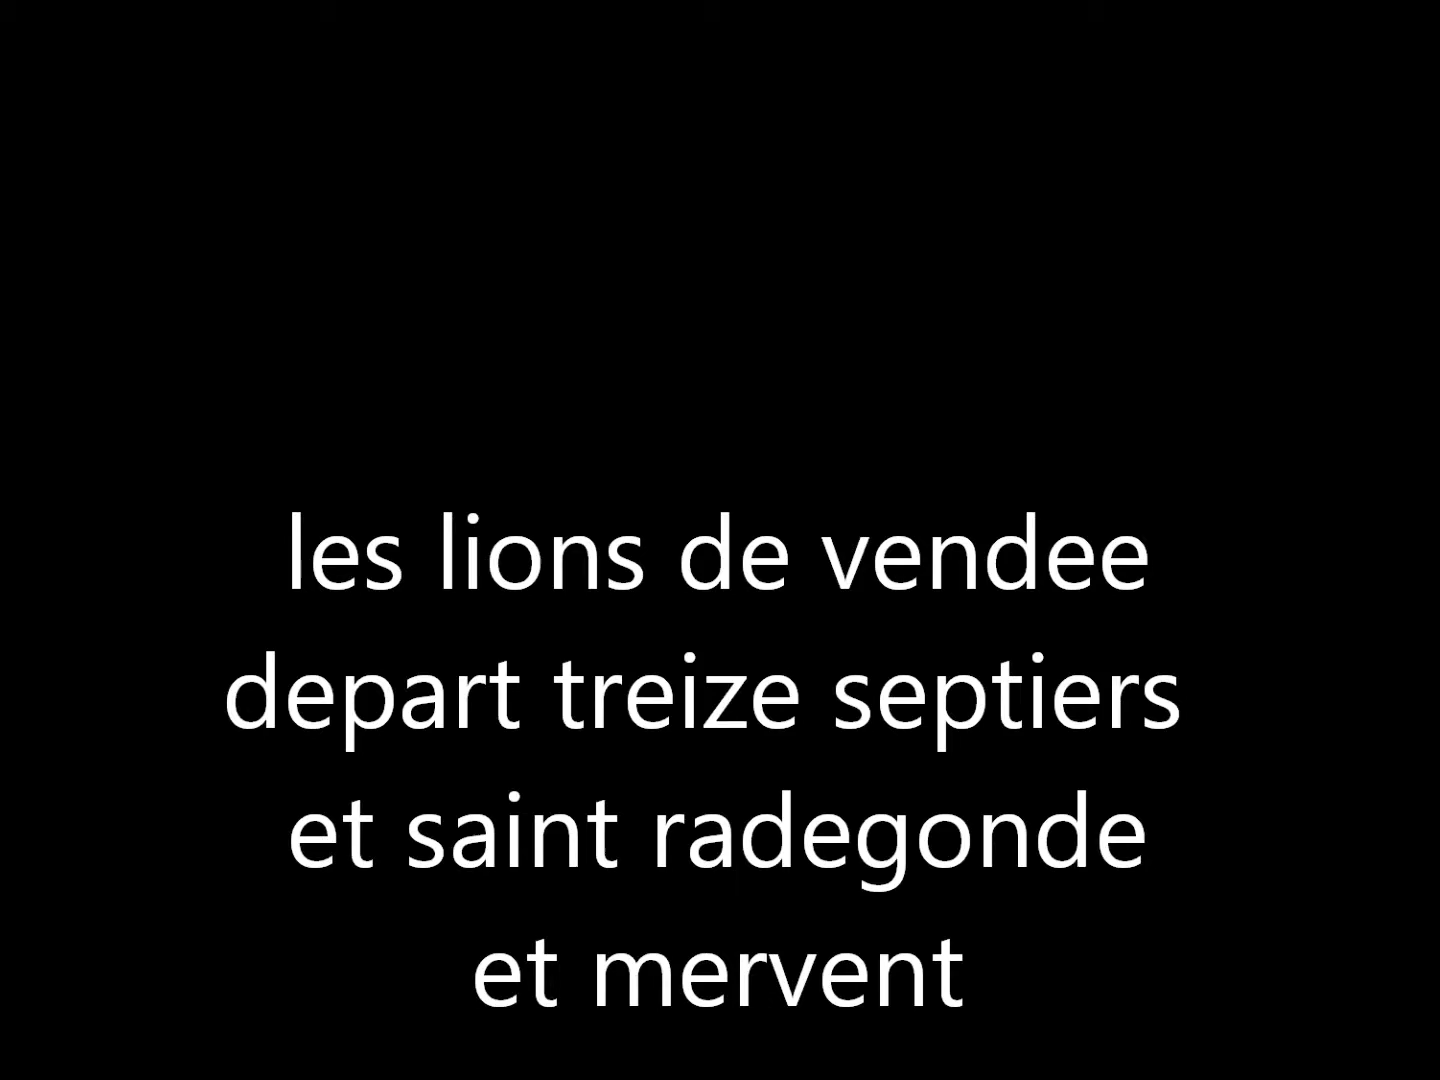 les lions de vendee
depart treize septiers
et saint radegonde
et mervent